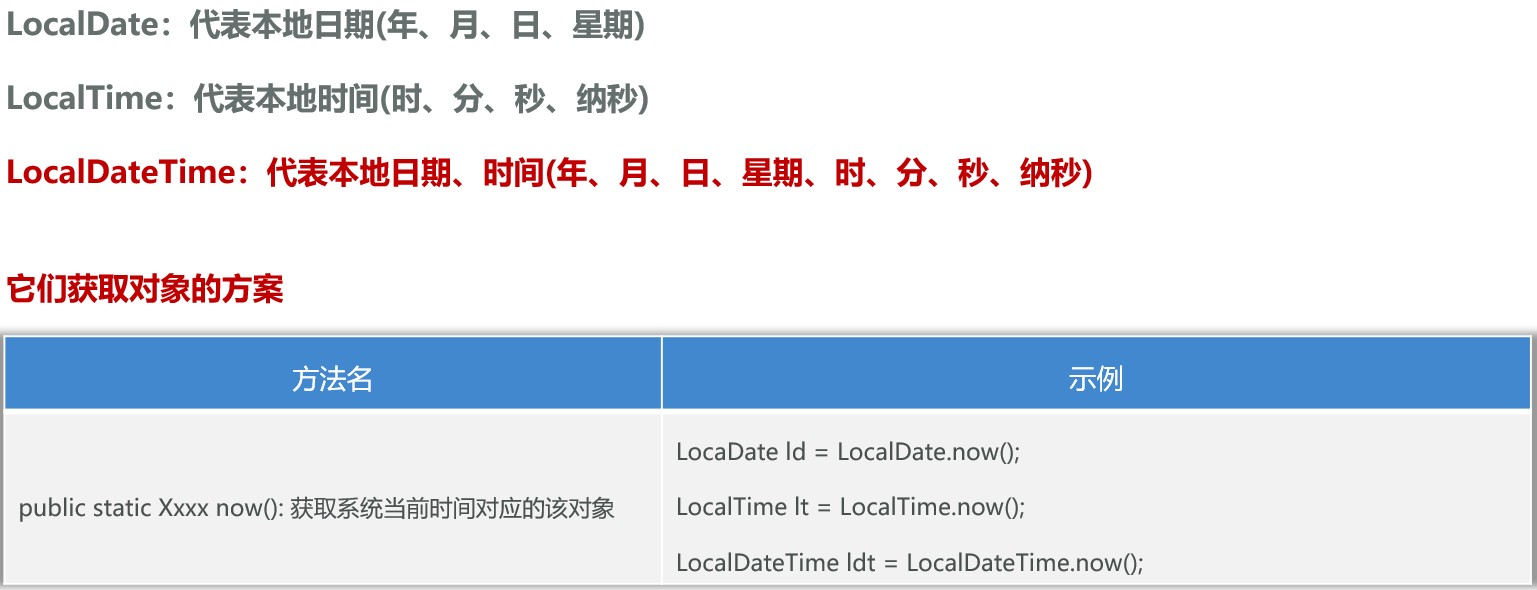 LocalDate：代表本地日期(年、月、日、星期)
LocalTime：代表本地时间(时、分、秒、纳秒)
LocalDateTime：代表本地日期、时间(年、月、日、星期、时、分、秒、纳秒)
它们获取对象的方案
方法名
示例
public static Xxxx now(): 获取系统当前时间对应的该对象
LocaDate ld = LocalDate.now();
LocalTime lt = LocalTime.now();
LocalDateTime ldt = LocalDateTime.now();